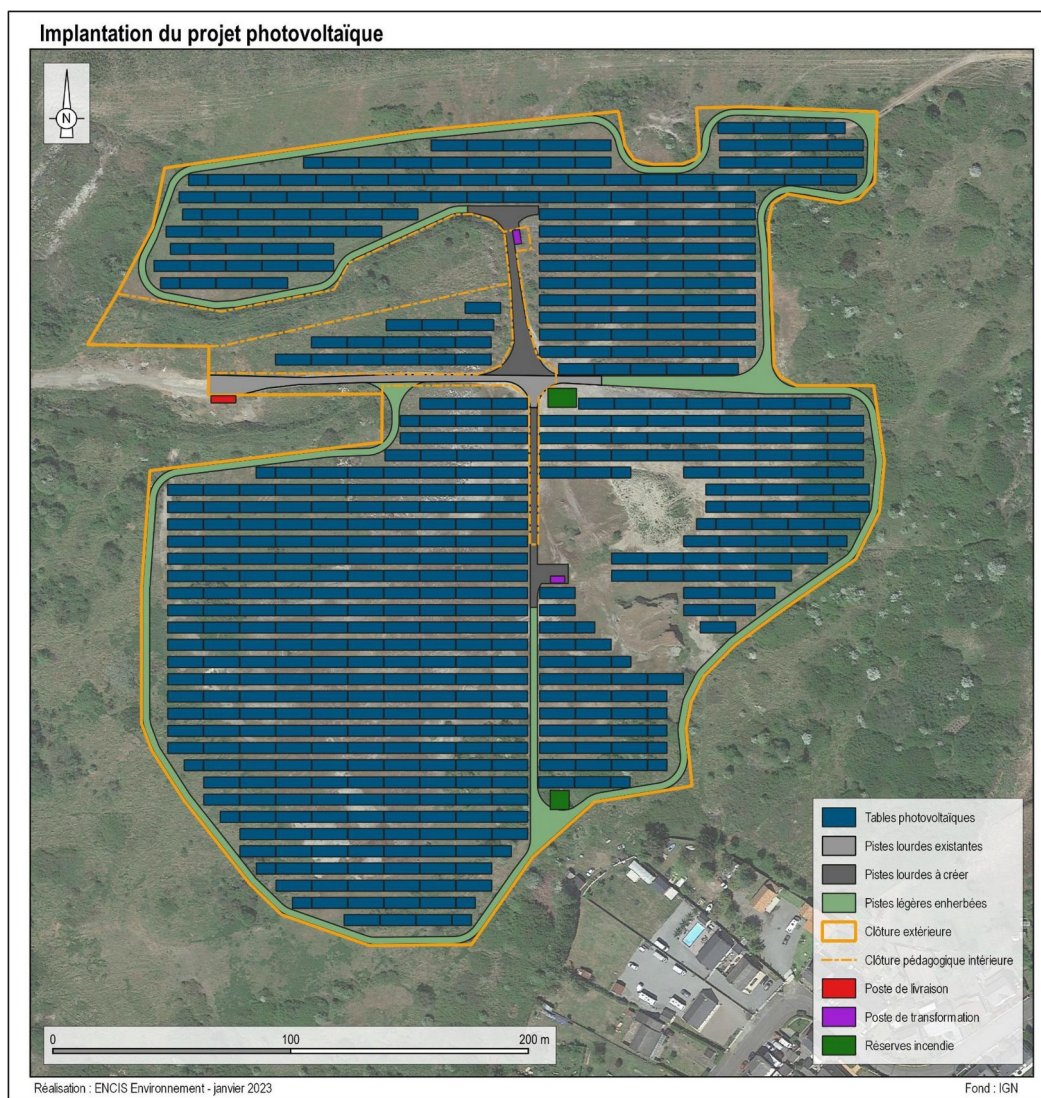 Implantation du projet photovoltaïque
N
Tables photovoltaïques
Pistes lourdes existantes
Pistes lourdes à créer
Pistes légères enherbées
Clôture extérieure
Clôture pédagogique intérieure
Poste de livraison
Poste de transformation
Réserves incendie
0 100 200 m
Réalisation : ENCIS Environnement - janvier 2023 Fond : IGN